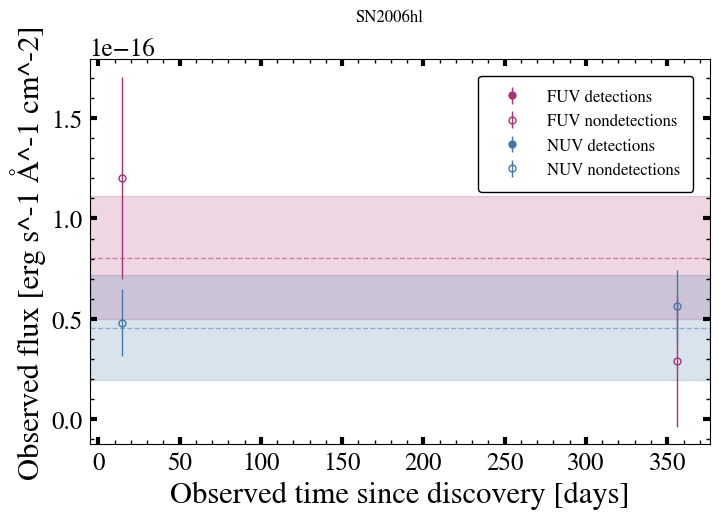 SN2006hl
1e−16
FUV detections
FUV nondetections
NUV detections
NUV nondetections
1.5
1.0
0.5
0.0
0 50 100 150 200 250 300 350
Observed time since discovery [days]
Observed flux [erg s^-1 Å^-1 cm^-2]